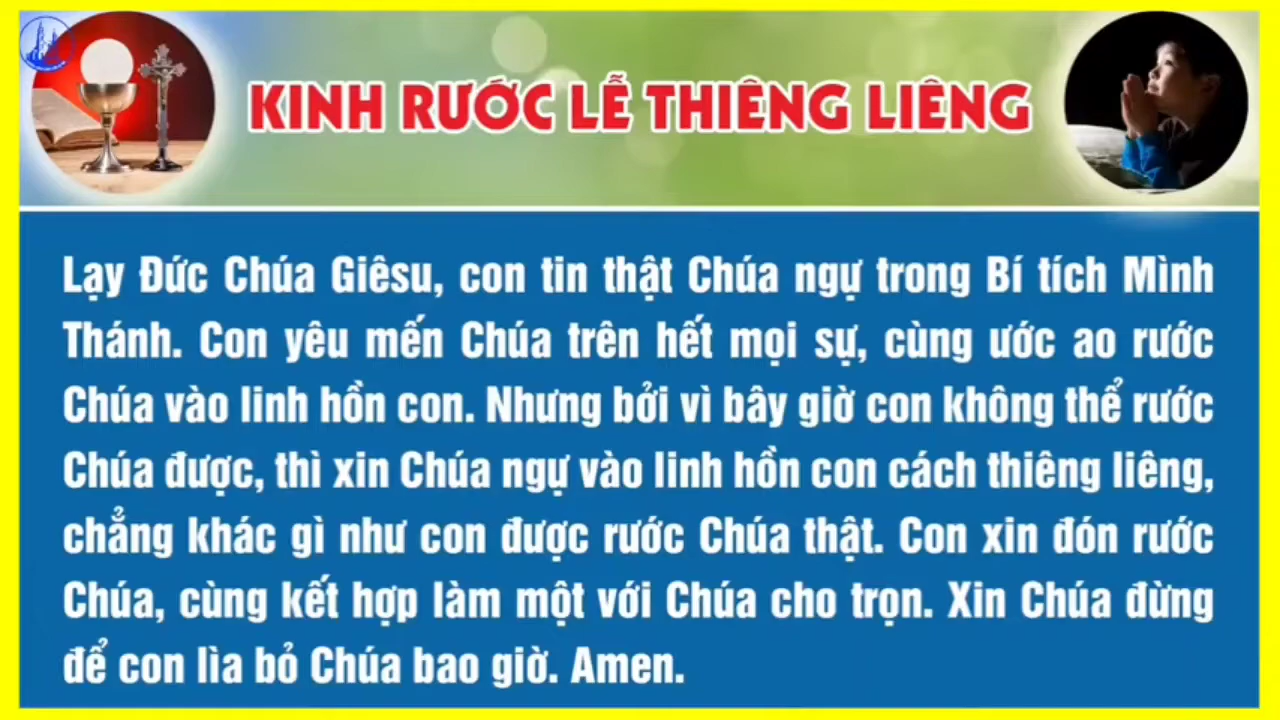 KINH RƯỚC LỄ THIÊNG LIÊNG
Lạy Đức Chúa Giêsu, con tin thật Chúa ngự trong Bí tích Mình
Thánh. Con yêu mến Chúa trên hết mọi sự, cùng ước ao rước
Chúa vào linh hồn con. Nhưng bởi vì bây giờ con không thể rước
Chúa được, thì xin Chúa ngự vào linh hồn con cách thiêng liêng,
chẳng khác gì như con được rước Chúa thật. Con xin đón rước
Chúa, cùng kết hợp làm một với Chúa cho trọn. Xin Chúa đừng
để con lìa bỏ Chúa bao giờ. Amen.